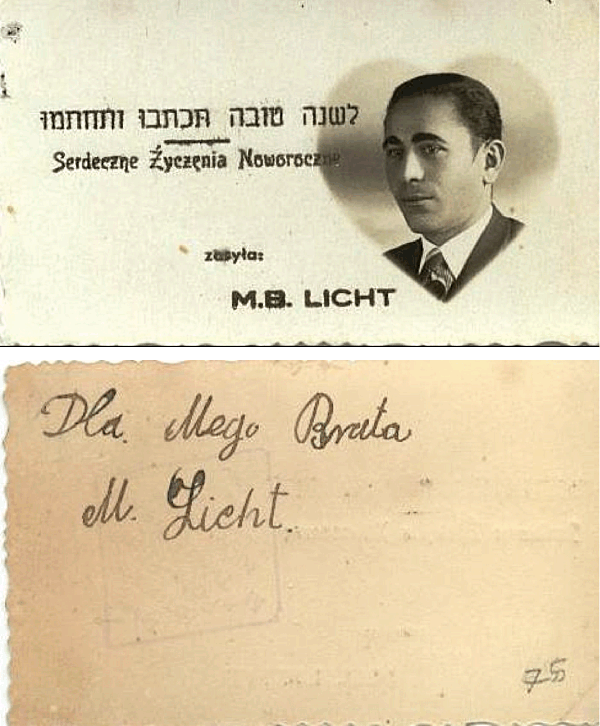 לשנה טובה תכתבו ותחתמו
Serdeczne Życzenia Noworoczne
zasyła:
M.B. LICHT
Dla. Mego Brata
M. Licht.
75